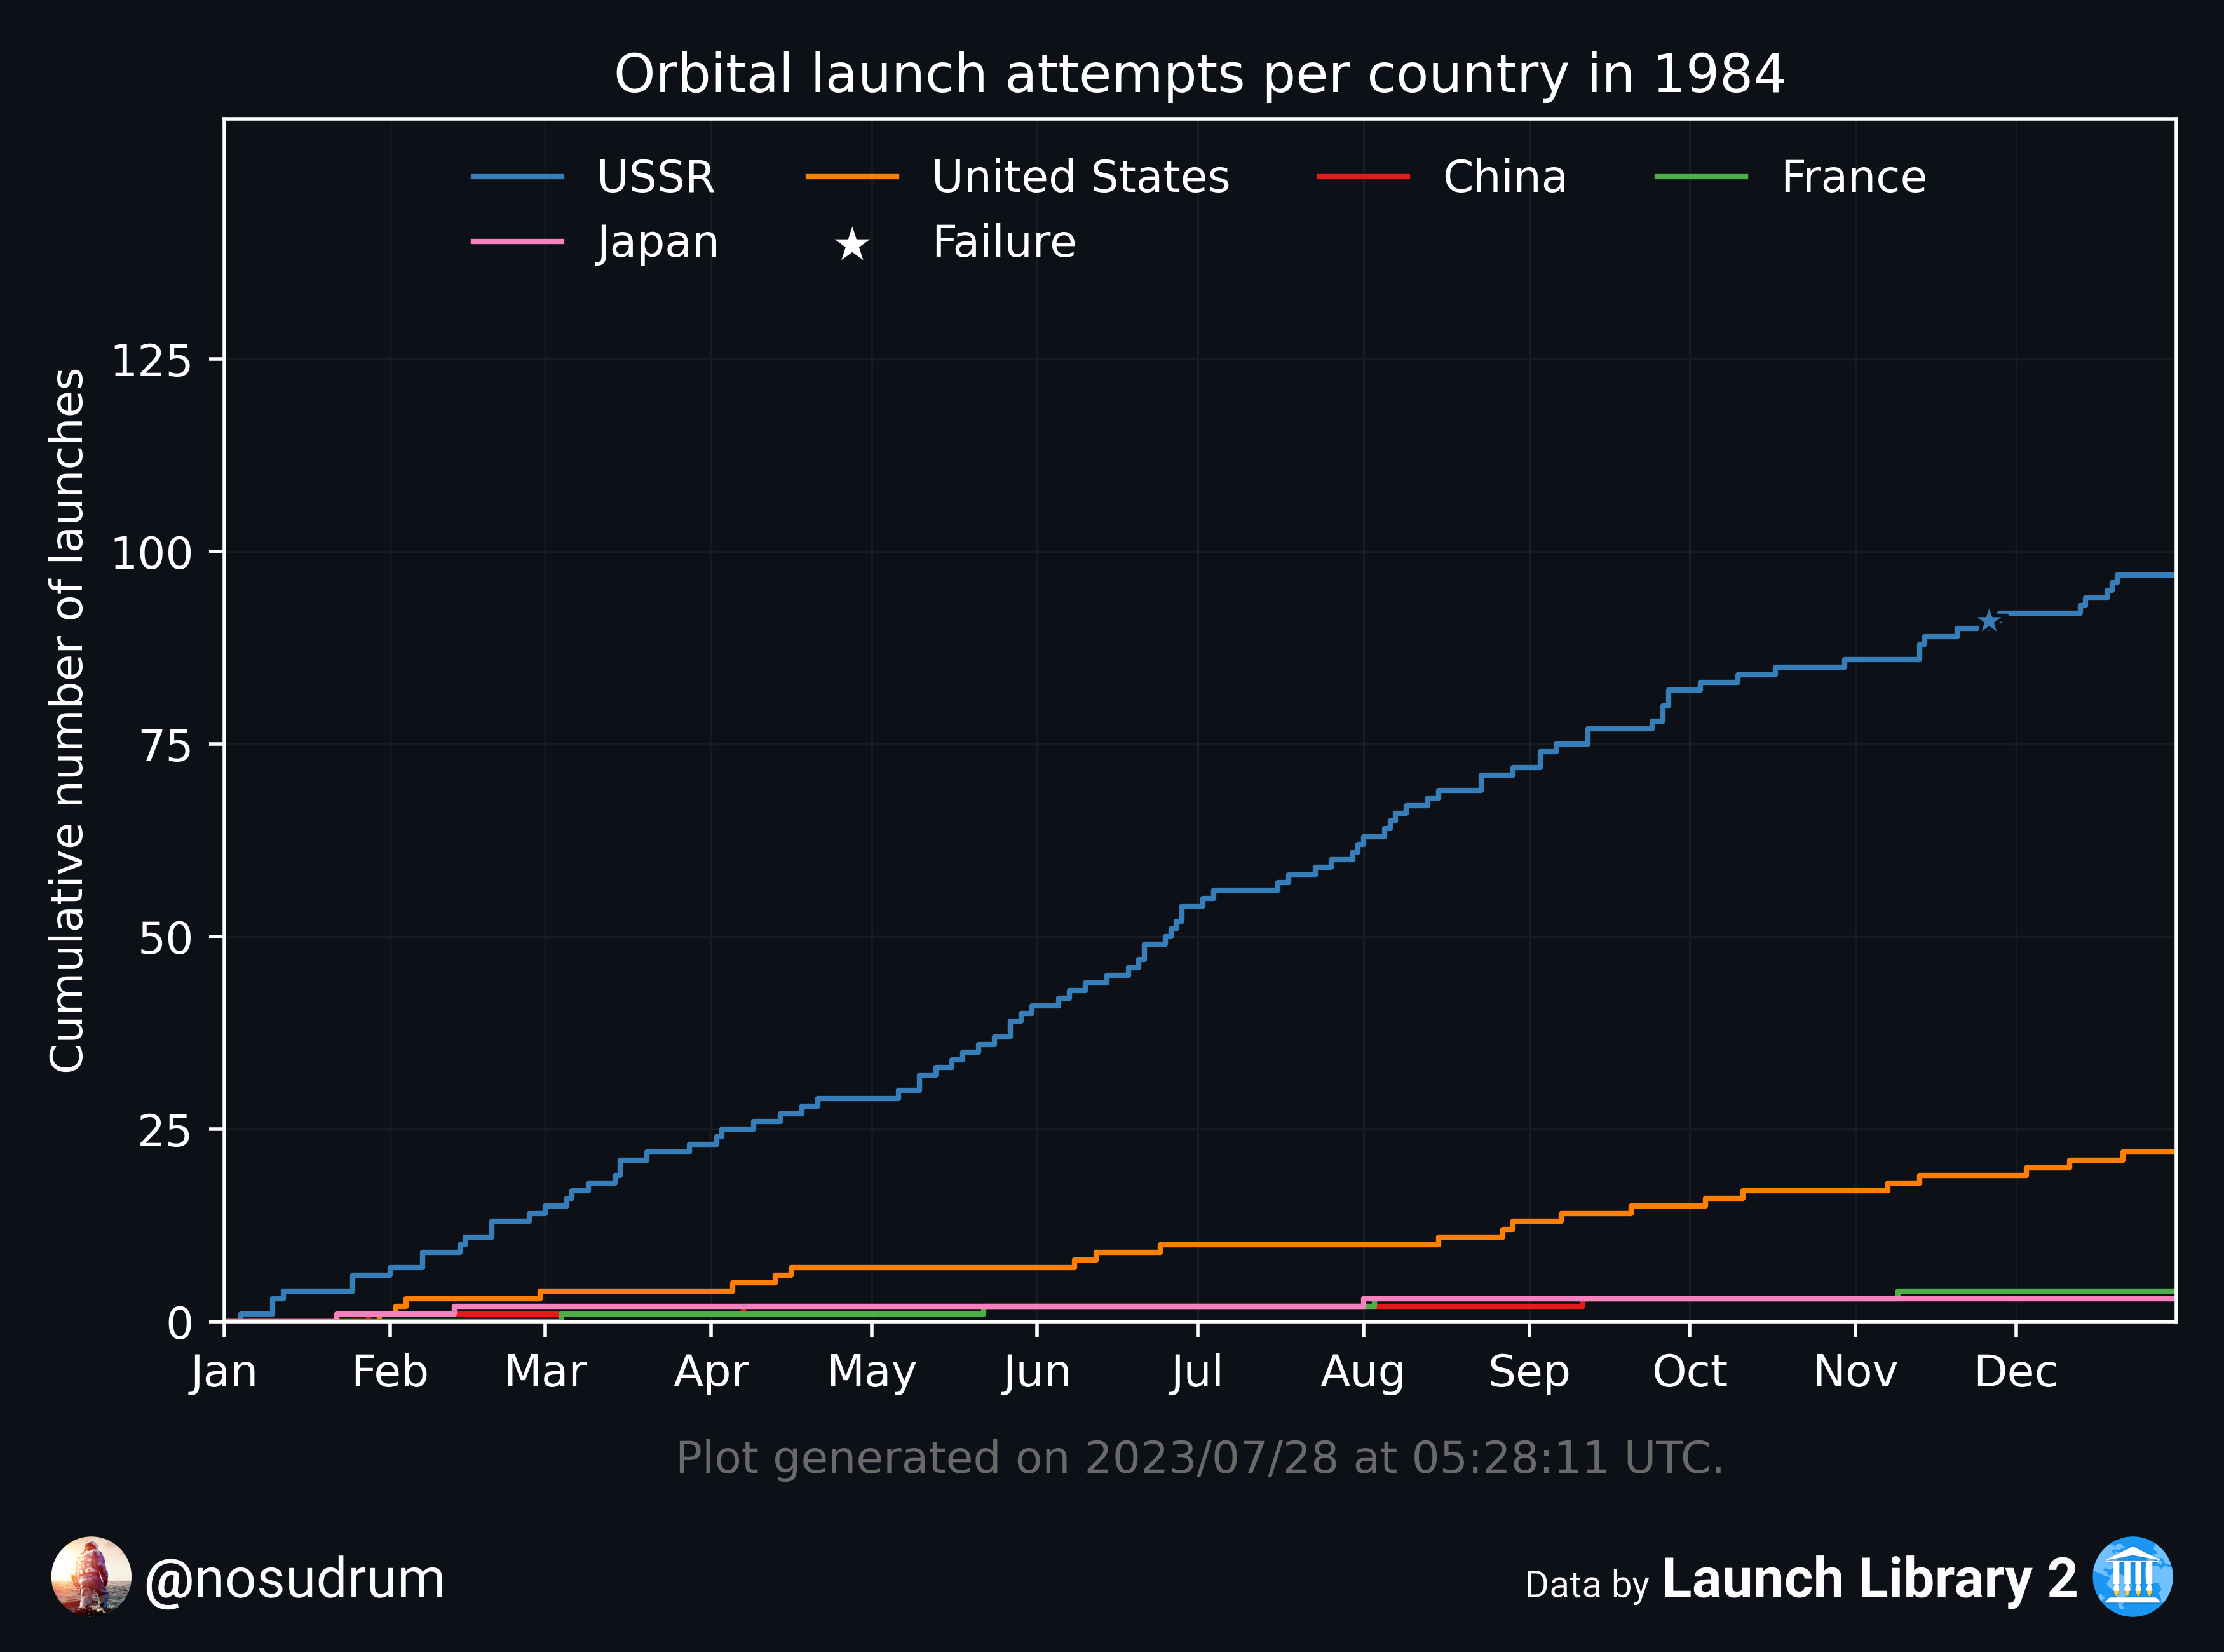 Orbital launch attempts per country in 1984
USSR United States China France
Japan Failure
Cumulative number of launches
125
100
75
50
25
0
Jan Feb Mar Apr May Jun Jul Aug Sep Oct Nov Dec
Plot generated on 2023/07/28 at 05:28:11 UTC.
@nosudrum
Data by Launch Library 2